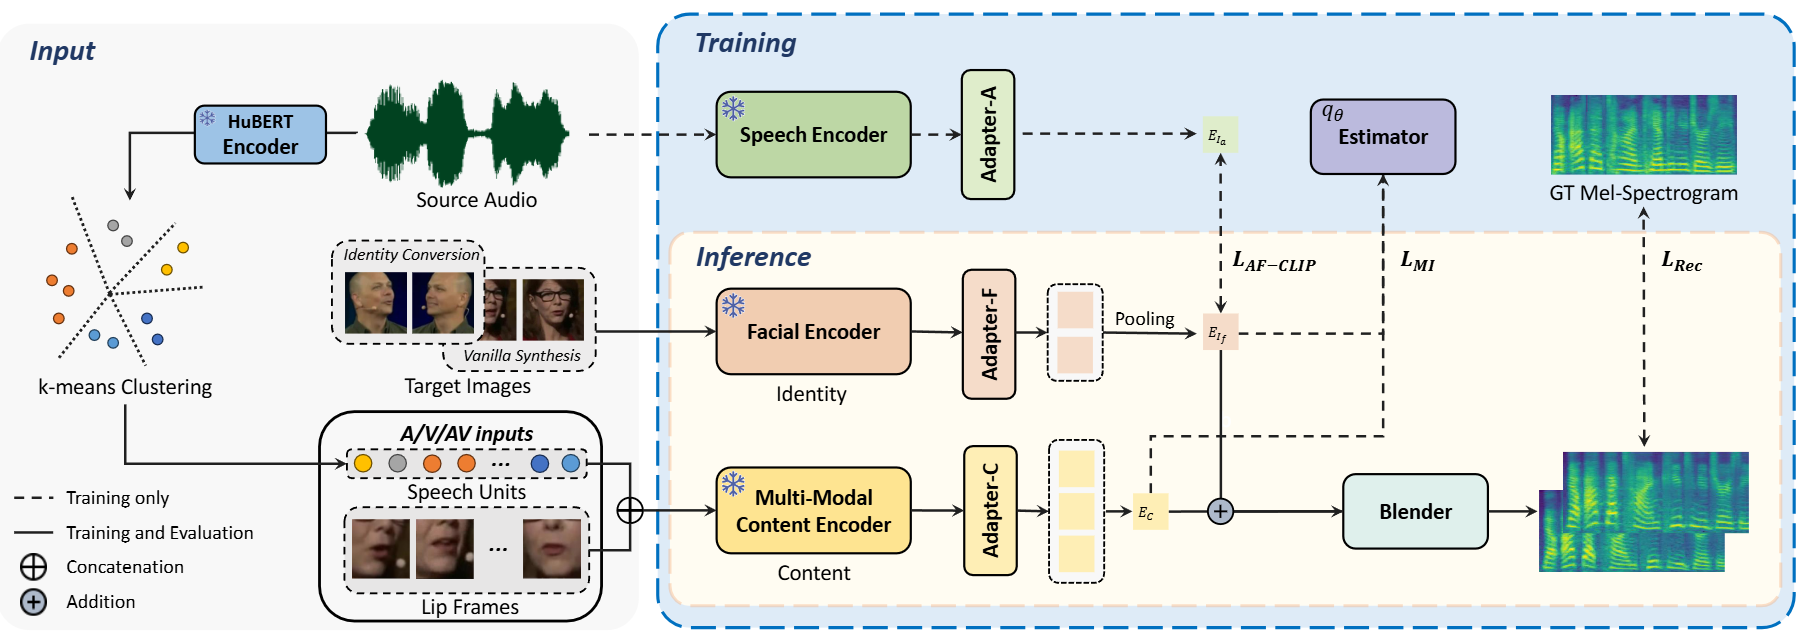 Input
HuBERT
Encoder
Source Audio
k-means Clustering
Identity Conversion
Vanilla Synthesis
Target Images
A/V/AV inputs
...
Speech Units
...
Lip Frames
Training only
Training and Evaluation
Concatenation
Addition
Training
Speech Encoder
Adapter-A
E_{I_a}
q_θ
Estimator
GT Mel-Spectrogram
Inference
L_{AF-CLIP}
L_{MI}
L_{Rec}
Facial Encoder
Identity
Adapter-F
Pooling
E_{I_f}
Multi-Modal
Content Encoder
Content
Adapter-C
E_C
Blender